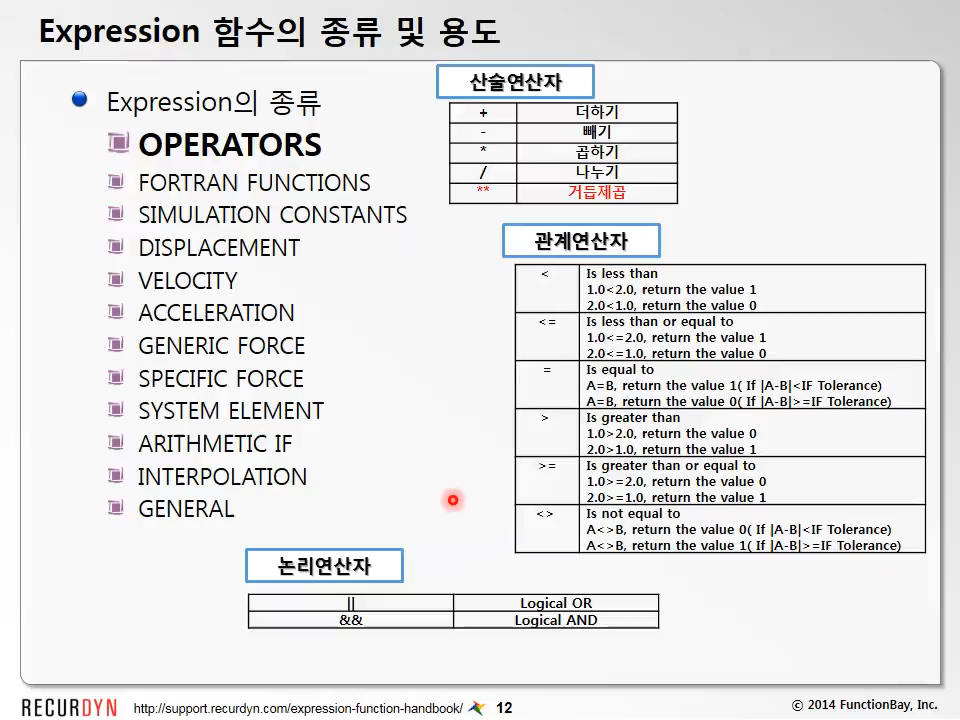 Expression 함수의 종류 및 용도
Expression의 종류
OPERATORS
FORTRAN FUNCTIONS
SIMULATION CONSTANTS
DISPLACEMENT
VELOCITY
ACCELERATION
GENERIC FORCE
SPECIFIC FORCE
SYSTEM ELEMENT
ARITHMETIC IF
INTERPOLATION
GENERAL
산술연산자
+ 더하기
- 빼기
* 곱하기
/ 나누기
** 거듭제곱
관계연산자
< Is less than
1.0<2.0, return the value 1
2.0<1.0, return the value 0
<= Is less than or equal to
1.0<=2.0, return the value 1
2.0<=1.0, return the value 0
= Is equal to
A=B, return the value 1( If |A-B|<IF Tolerance)
A=B, return the value 0( If |A-B|>=IF Tolerance)
> Is greater than
1.0>2.0, return the value 0
2.0>1.0, return the value 1
>= Is greater than or equal to
1.0>=2.0, return the value 0
2.0>=1.0, return the value 1
<> Is not equal to
A<>B, return the value 0( If |A-B|<IF Tolerance)
A<>B, return the value 1( If |A-B|>=IF Tolerance)
논리연산자
|| Logical OR
&& Logical AND
RECURDYN http://support.recurdyn.com/expression-function-handbook/ 12 © 2014 FunctionBay, Inc.